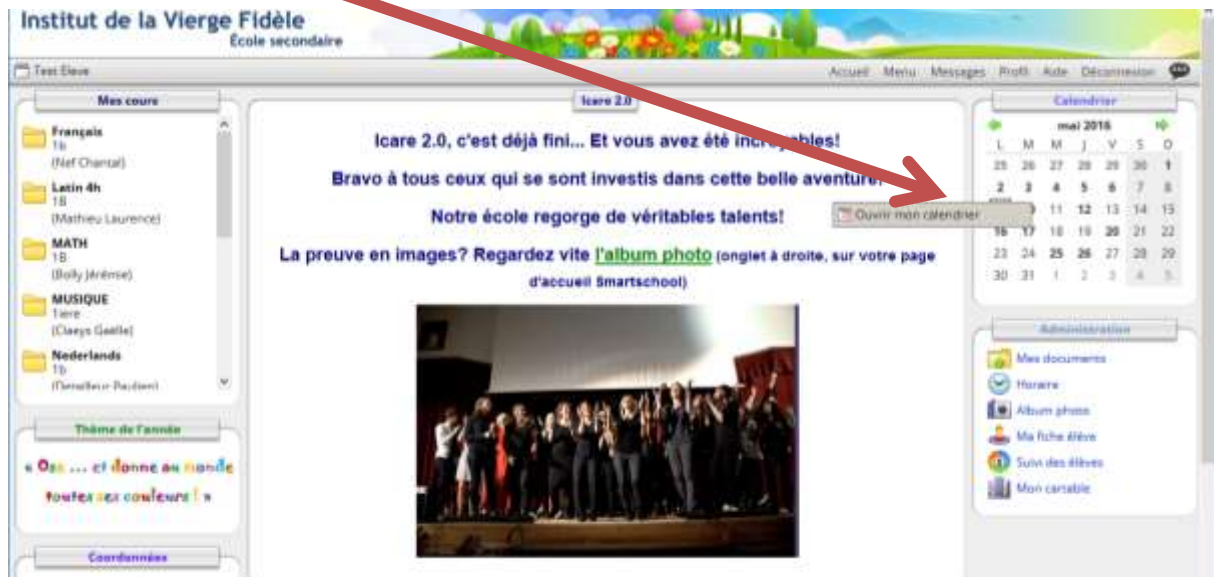 Institut de la Vierge Fidèle
École secondaire
Test Eleve
Accueil Menu Messages Profil Aide Déconnexion
Mes cours
Français
1b
(Nef Chantal)
Latin 4h
1B
(Mathieu Laurence)
MATH
1B
(Bolly Jérémie)
MUSIQUE
1iere
(Claeys Gaëlle)
Nederlands
1b
Thème de l'année
« Ose ... et donne au monde
toutes ses couleurs ! »
Coordonnées
Icare 2.0
Icare 2.0, c'est déjà fini... Et vous avez été incroyables!
Bravo à tous ceux qui se sont investis dans cette belle aventure!
Notre école regorge de véritables talents!
La preuve en images? Regardez vite l'album photo (onglet à droite, sur votre page
d'accueil Smartschool)
Ouvrir mon calendrier
Calendrier
mai 2016
L M M J V S D
25 26 27 28 29 30 1
2 3 4 5 6 7 8
11 12 13 14 15
16 17 18 19 20 21 22
23 24 25 26 27 28 29
30 31 1 2 3 4 5
Administration
Mes documents
Horaire
Album photo
Ma fiche élève
Suivi des élèves
Mon cartable